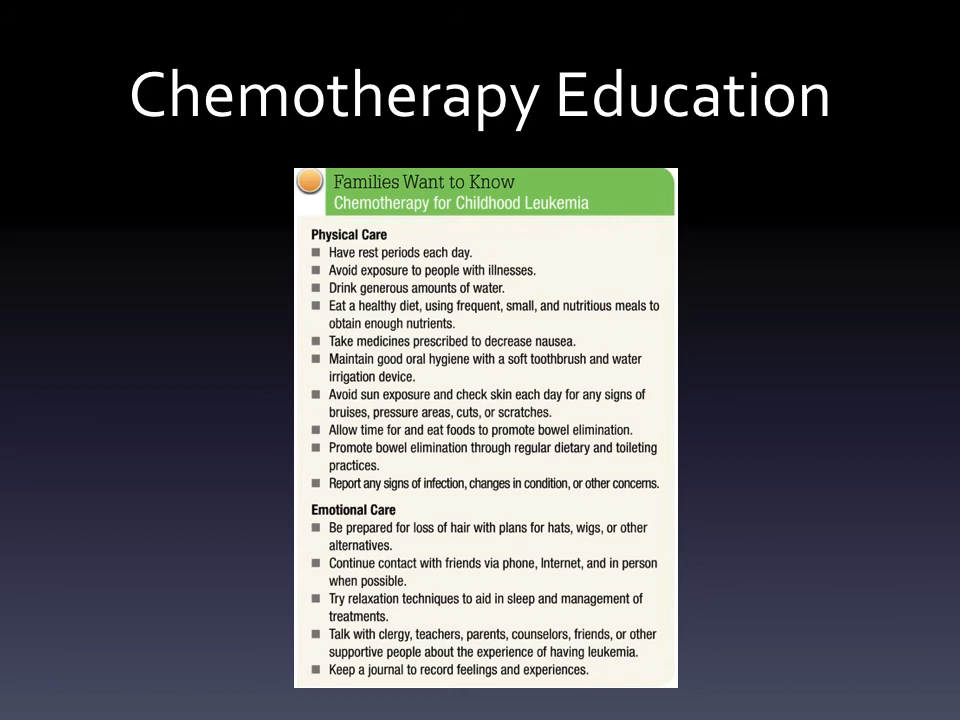 Chemotherapy Education
Families Want to Know
Chemotherapy for Childhood Leukemia
Physical Care
■ Have rest periods each day.
■ Avoid exposure to people with illnesses.
■ Drink generous amounts of water.
■ Eat a healthy diet, using frequent, small, and nutritious meals to
obtain enough nutrients.
■ Take medicines prescribed to decrease nausea.
■ Maintain good oral hygiene with a soft toothbrush and water
irrigation device.
■ Avoid sun exposure and check skin each day for any signs of
bruises, pressure areas, cuts, or scratches.
■ Allow time for and eat foods to promote bowel elimination.
■ Promote bowel elimination through regular dietary and toileting
practices.
■ Report any signs of infection, changes in condition, or other concerns.
Emotional Care
■ Be prepared for loss of hair with plans for hats, wigs, or other
alternatives.
■ Continue contact with friends via phone, Internet, and in person
when possible.
■ Try relaxation techniques to aid in sleep and management of
treatments.
■ Talk with clergy, teachers, parents, counselors, friends, or other
supportive people about the experience of having leukemia.
■ Keep a journal to record feelings and experiences.